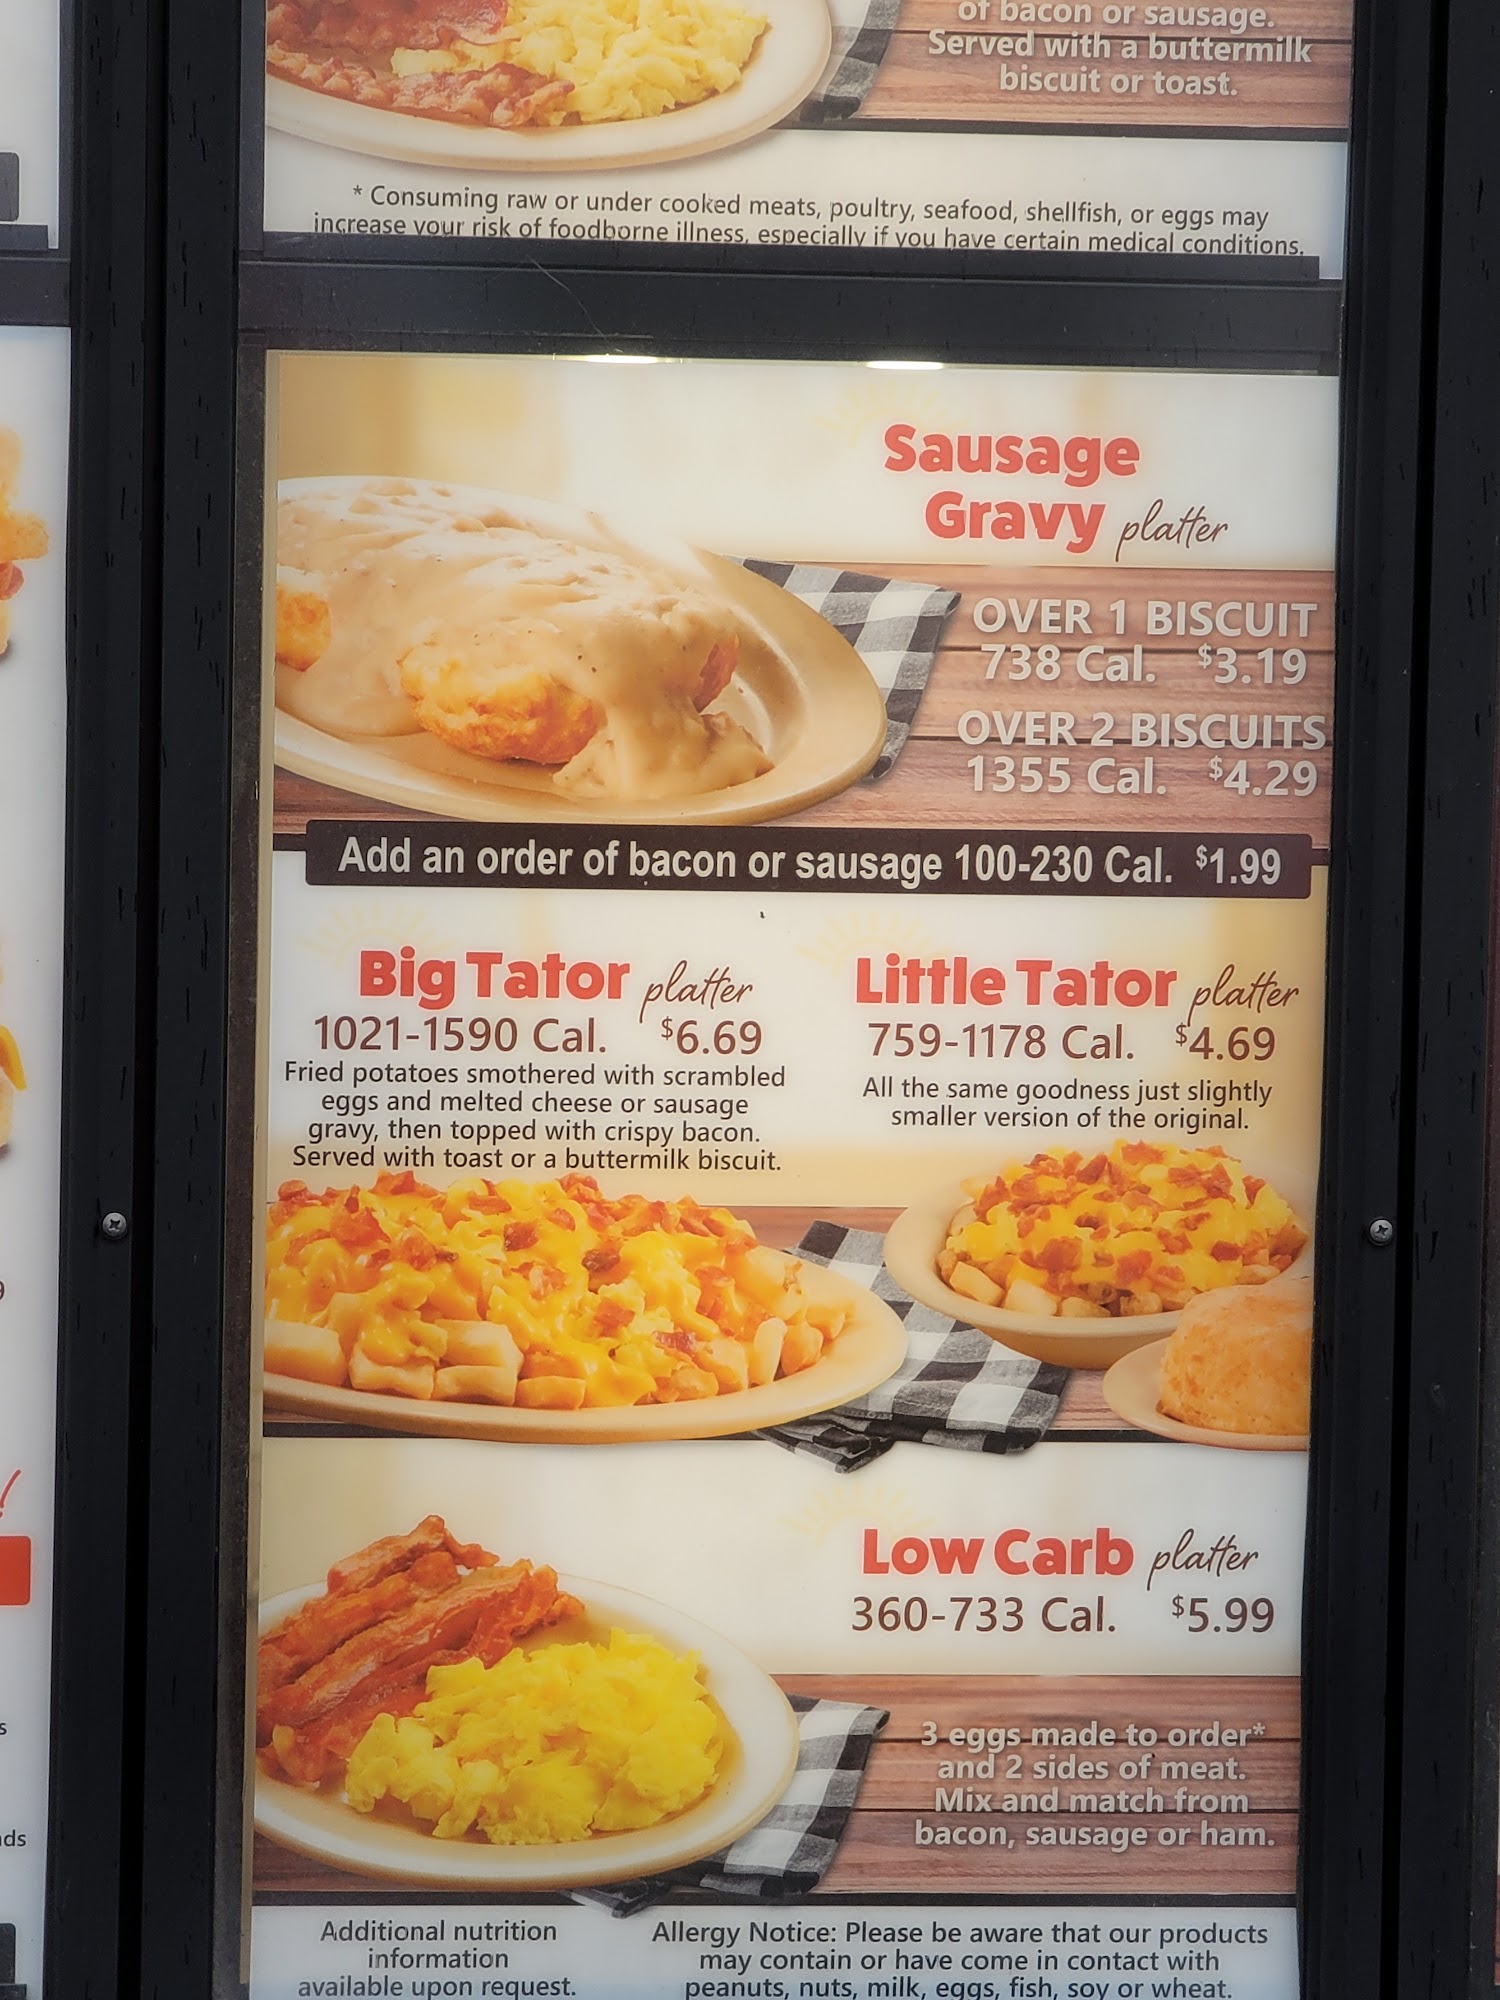 of bacon or sausage.
Served with a buttermilk
biscuit or toast.
* Consuming raw or under cooked meats, poultry, seafood, shellfish, or eggs may
increase your risk of foodborne illness, especially if you have certain medical conditions.
Sausage
Gravy platter
OVER 1 BISCUIT
738 Cal. $3.19
OVER 2 BISCUITS
1355 Cal. $4.29
Add an order of bacon or sausage 100-230 Cal. $1.99
Big Tator platter
1021-1590 Cal. $6.69
Fried potatoes smothered with scrambled
eggs and melted cheese or sausage
gravy, then topped with crispy bacon.
Served with toast or a buttermilk biscuit.
Little Tator platter
759-1178 Cal. $4.69
All the same goodness just slightly
smaller version of the original.
Low Carb platter
360-733 Cal. $5.99
3 eggs made to order*
and 2 sides of meat.
Mix and match from
bacon, sausage or ham.
Additional nutrition
information
available upon request.
Allergy Notice: Please be aware that our products
may contain or have come in contact with
peanuts, nuts, milk, eggs, fish, soy or wheat.